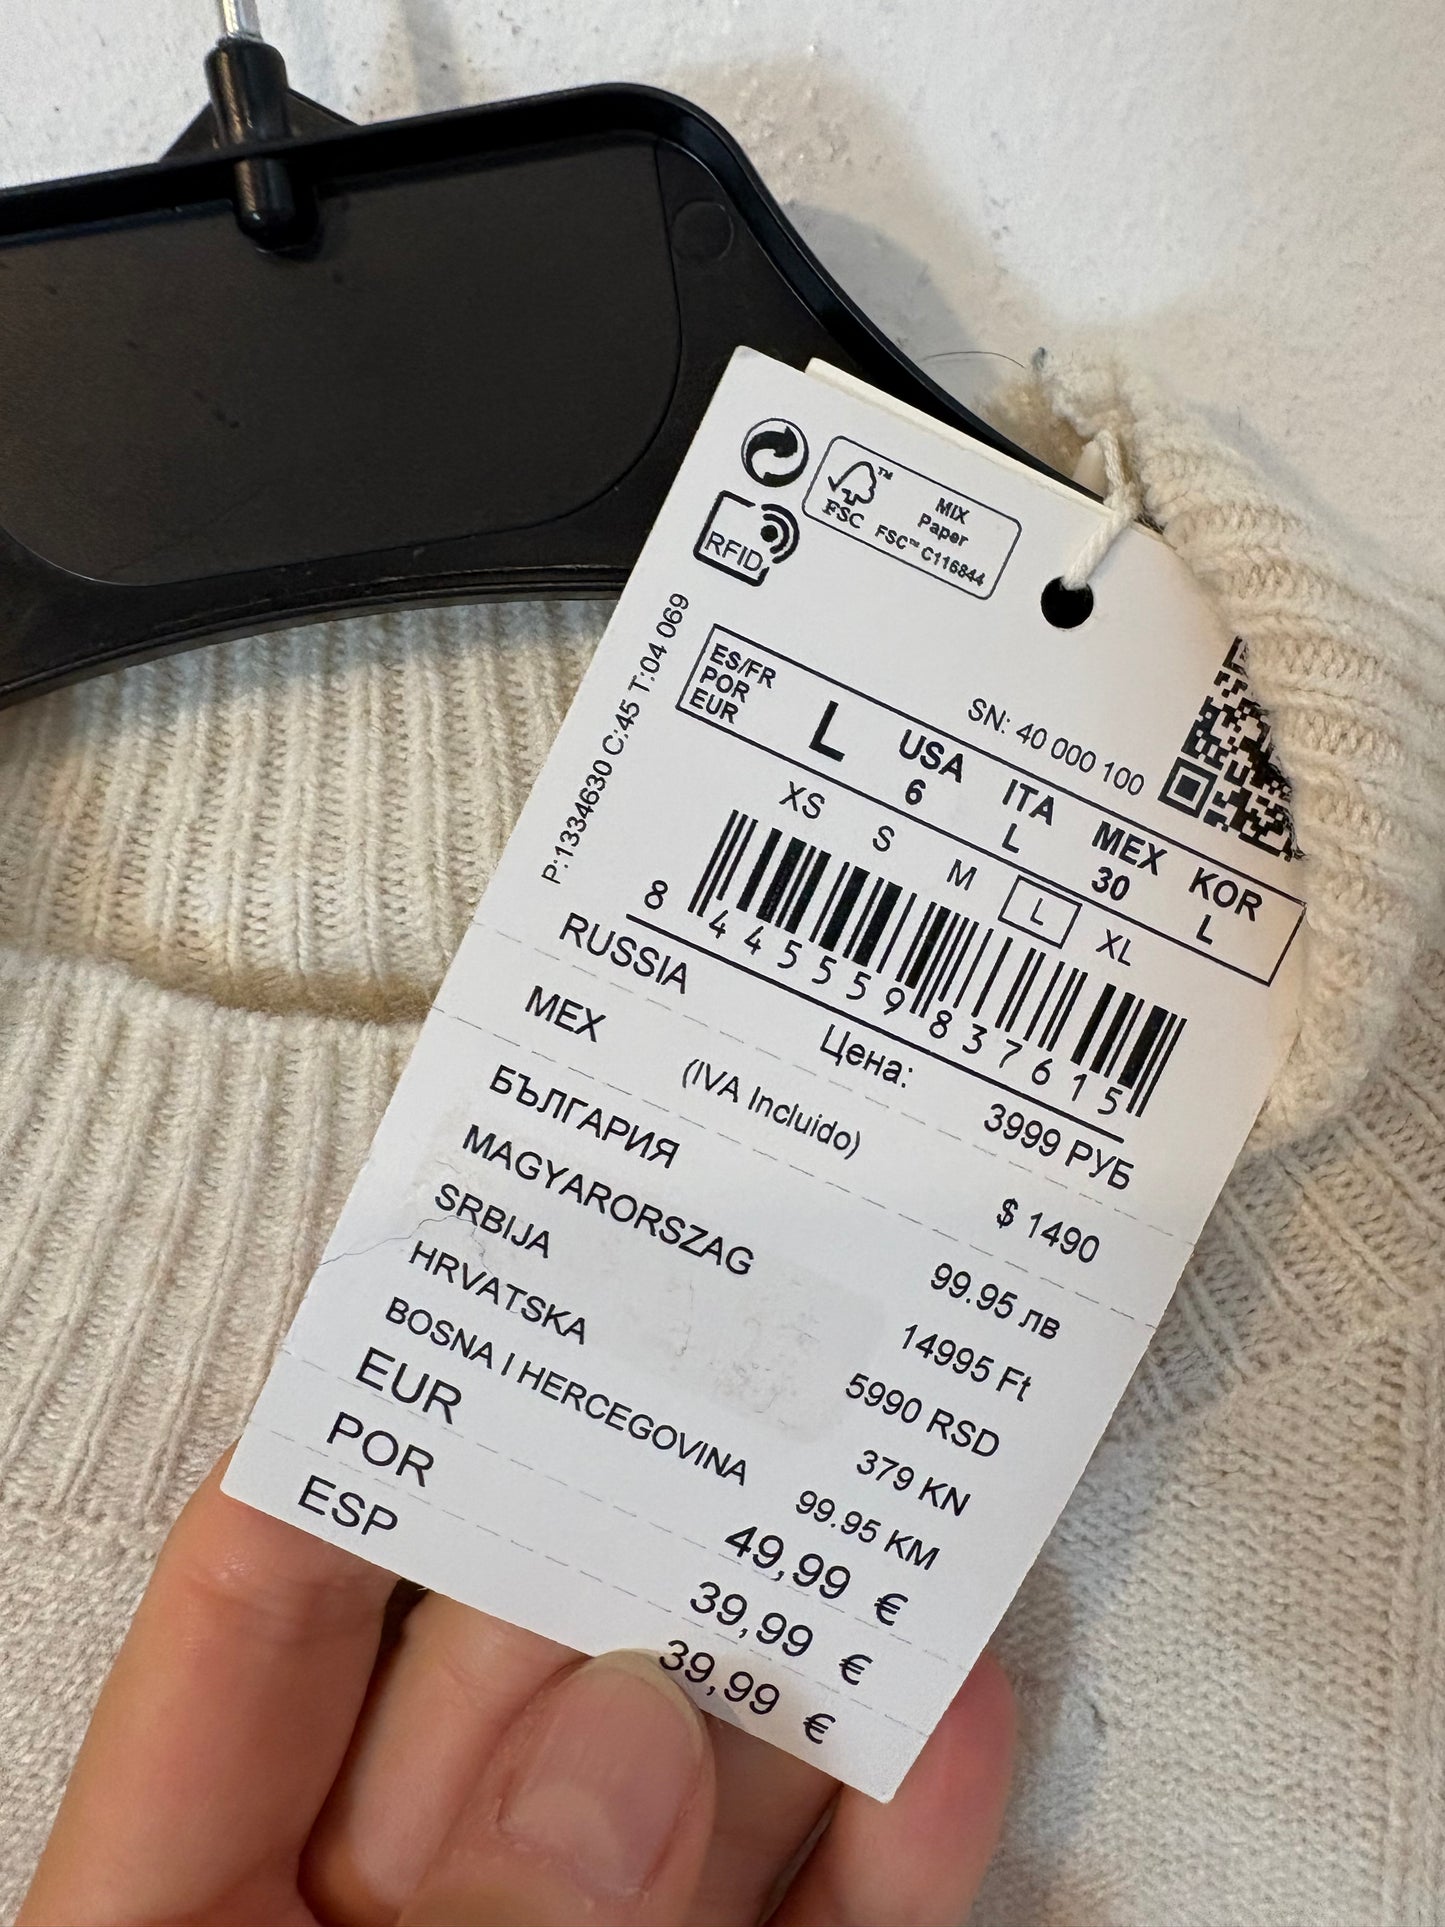 FSC™
MIX
Paper
FSC™ C116844
RFID
P:1334630 C:45 T:04 069
SN: 40 000 100
ES/FR
POR
EUR
L
USA
6
ITA
L
MEX
30
KOR
L
XS S M L XL
8 445559 837615
RUSSIA Цена: 3999 РУБ
MEX (IVA Incluido) $ 1490
БЪЛГАРИЯ 99.95 лв
MAGYARORSZAG 14995 Ft
SRBIJA 5990 RSD
HRVATSKA 379 KN
BOSNA I HERCEGOVINA 99.95 KM
EUR 49,99 €
POR 39,99 €
ESP 39,99 €